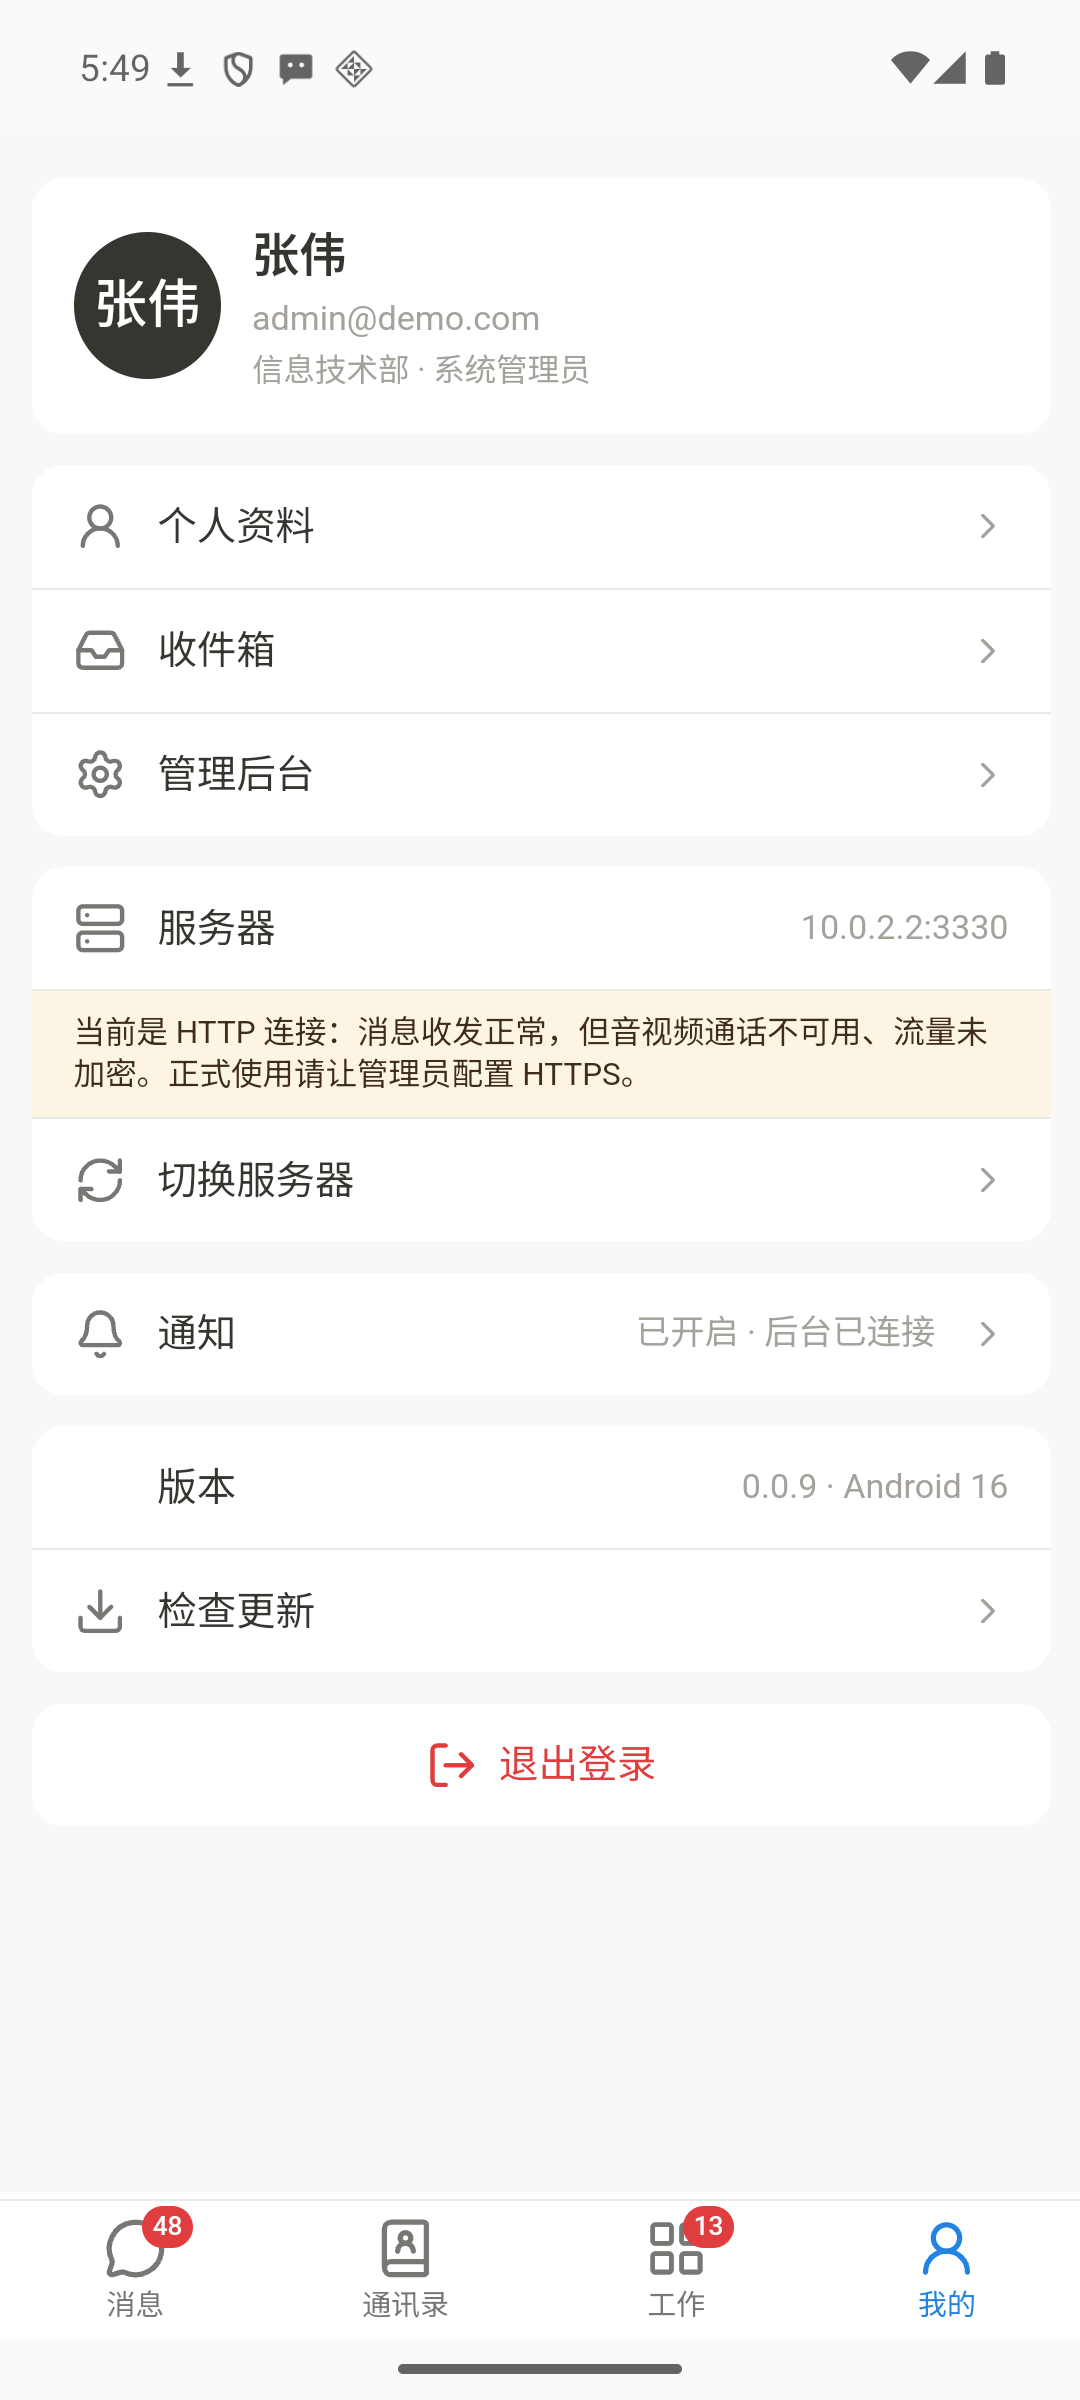 5:49
张伟
张伟
admin@demo.com
信息技术部 · 系统管理员
个人资料
收件箱
管理后台
服务器
10.0.2.2:3330
当前是 HTTP 连接：消息收发正常，但音视频通话不可用、流量未
加密。正式使用请让管理员配置 HTTPS。
切换服务器
通知
已开启 · 后台已连接
版本
0.0.9 · Android 16
检查更新
退出登录
48
13
消息
通讯录
工作
我的